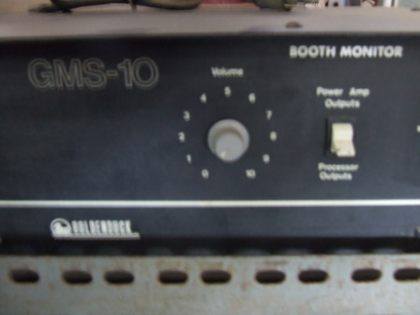 BOOTH MONITOR
GMS-10
Volume
0 1 2 3 4 5 6 7 8 9 10
Power Amp
Outputs
Processor
Outputs
GOLDENDUCK